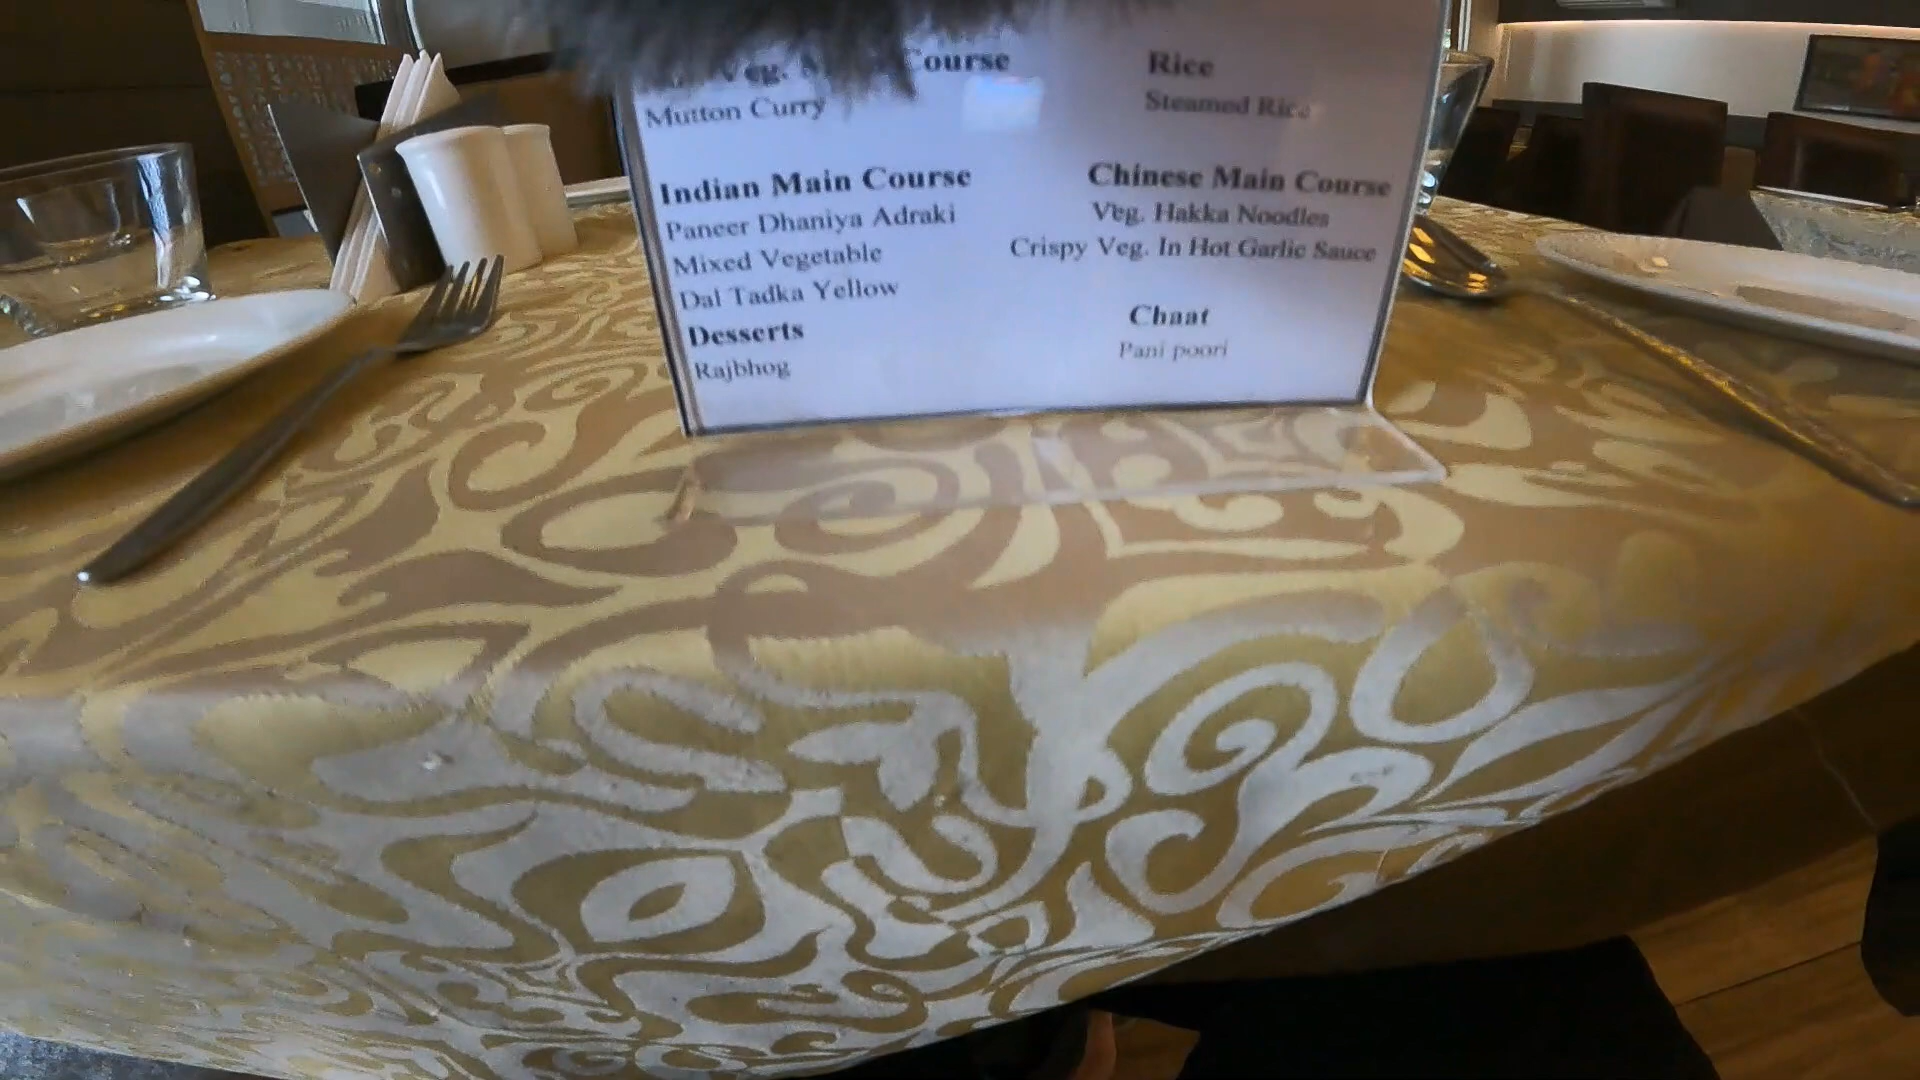 Veg. Course
Mutton Curry
Indian Main Course
Paneer Dhaniya Adraki
Mixed Vegetable
Dal Tadka Yellow
Desserts
Rajbhog
Rice
Steamed Rice
Chinese Main Course
Veg. Hakka Noodles
Crispy Veg. In Hot Garlic Sauce
Chaat
Pani poori